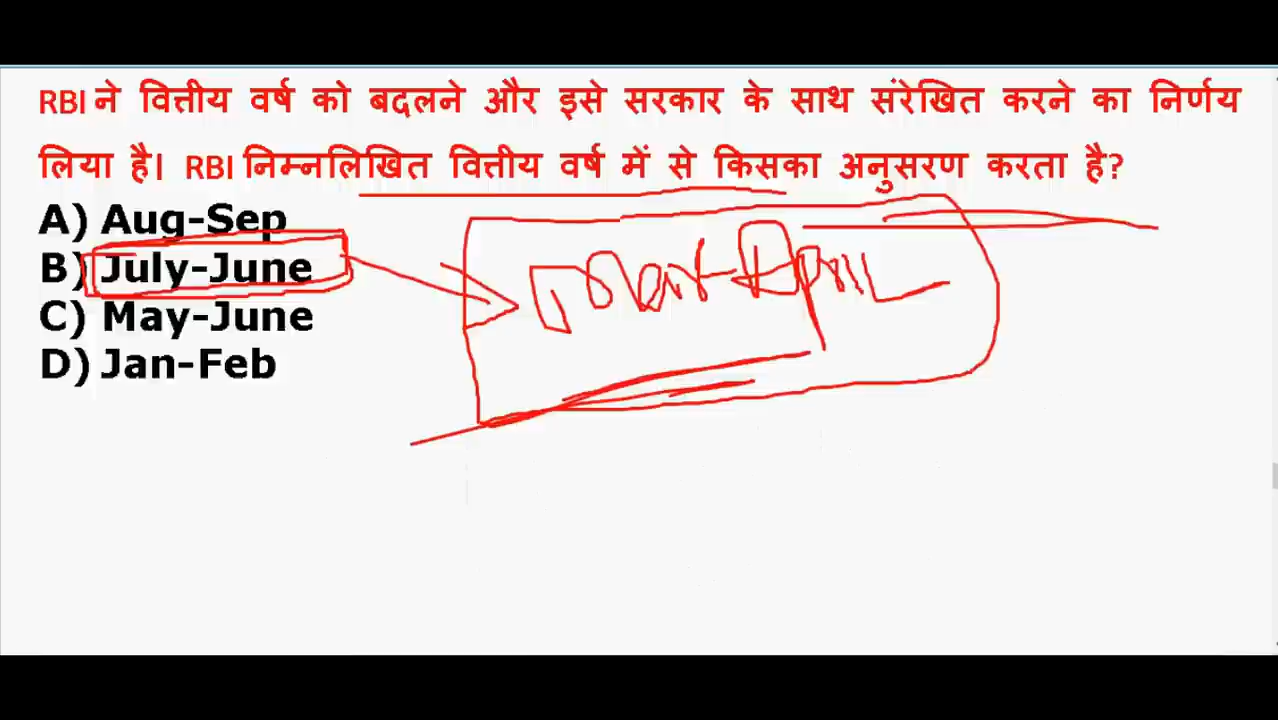 RBI ने वित्तीय वर्ष को बदलने और इसे सरकार के साथ संरेखित करने का निर्णय
लिया है। RBI निम्नलिखित वित्तीय वर्ष में से किसका अनुसरण करता है?
A) Aug-Sep
B) July-June
C) May-June
D) Jan-Feb
April